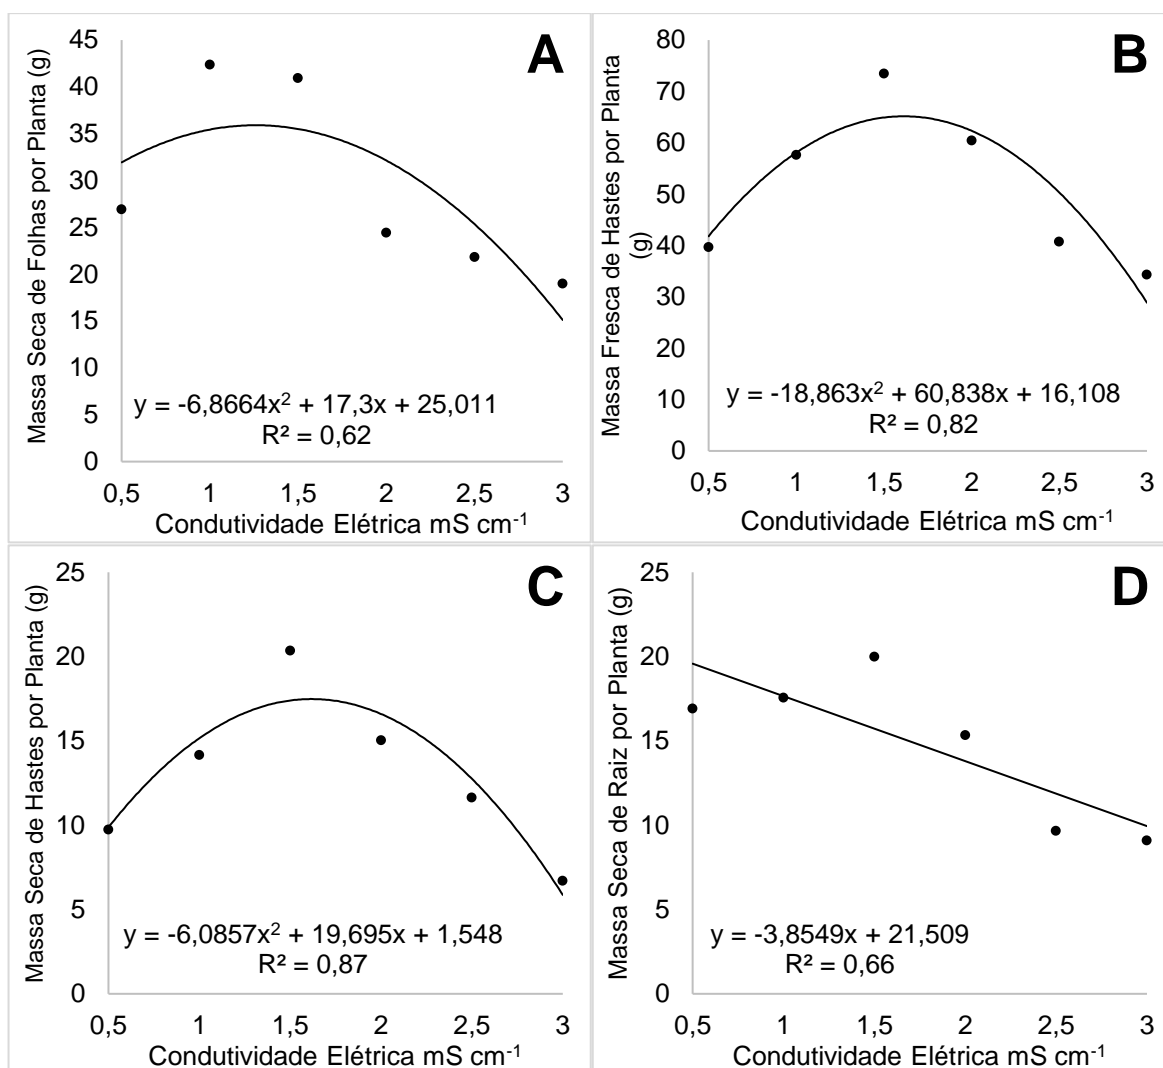 A
Massa Seca de Folhas por Planta (g)
45
40
35
30
25
20
15
10
5
0
y = -6,8664x² + 17,3x + 25,011
R² = 0,62
0,5 1 1,5 2 2,5 3
Condutividade Elétrica mS cm⁻¹
B
Massa Fresca de Hastes por Planta
(g)
80
70
60
50
40
30
20
10
0
y = -18,863x² + 60,838x + 16,108
R² = 0,82
0,5 1 1,5 2 2,5 3
Condutividade Elétrica mS cm⁻¹
C
Massa Seca de Hastes por Planta (g)
25
20
15
10
5
0
y = -6,0857x² + 19,695x + 1,548
R² = 0,87
0,5 1 1,5 2 2,5 3
Condutividade Elétrica mS cm⁻¹
D
Masssa Seca de Raiz por Planta (g)
25
20
15
10
5
0
y = -3,8549x + 21,509
R² = 0,66
0,5 1 1,5 2 2,5 3
Condutividade Elétrica mS cm⁻¹